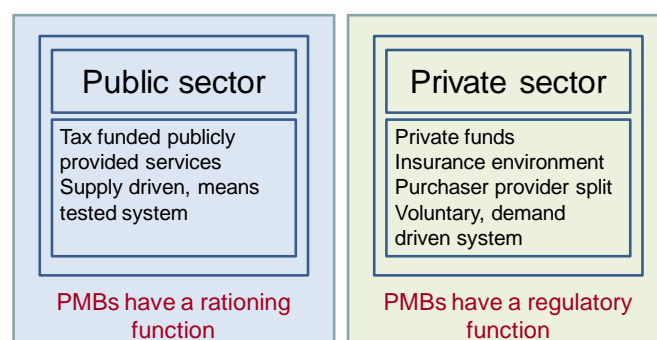 Public sector
Tax funded publicly
provided services
Supply driven, means
tested system
PMBs have a rationing
function
Private sector
Private funds
Insurance environment
Purchaser provider split
Voluntary, demand
driven system
PMBs have a regulatory
function